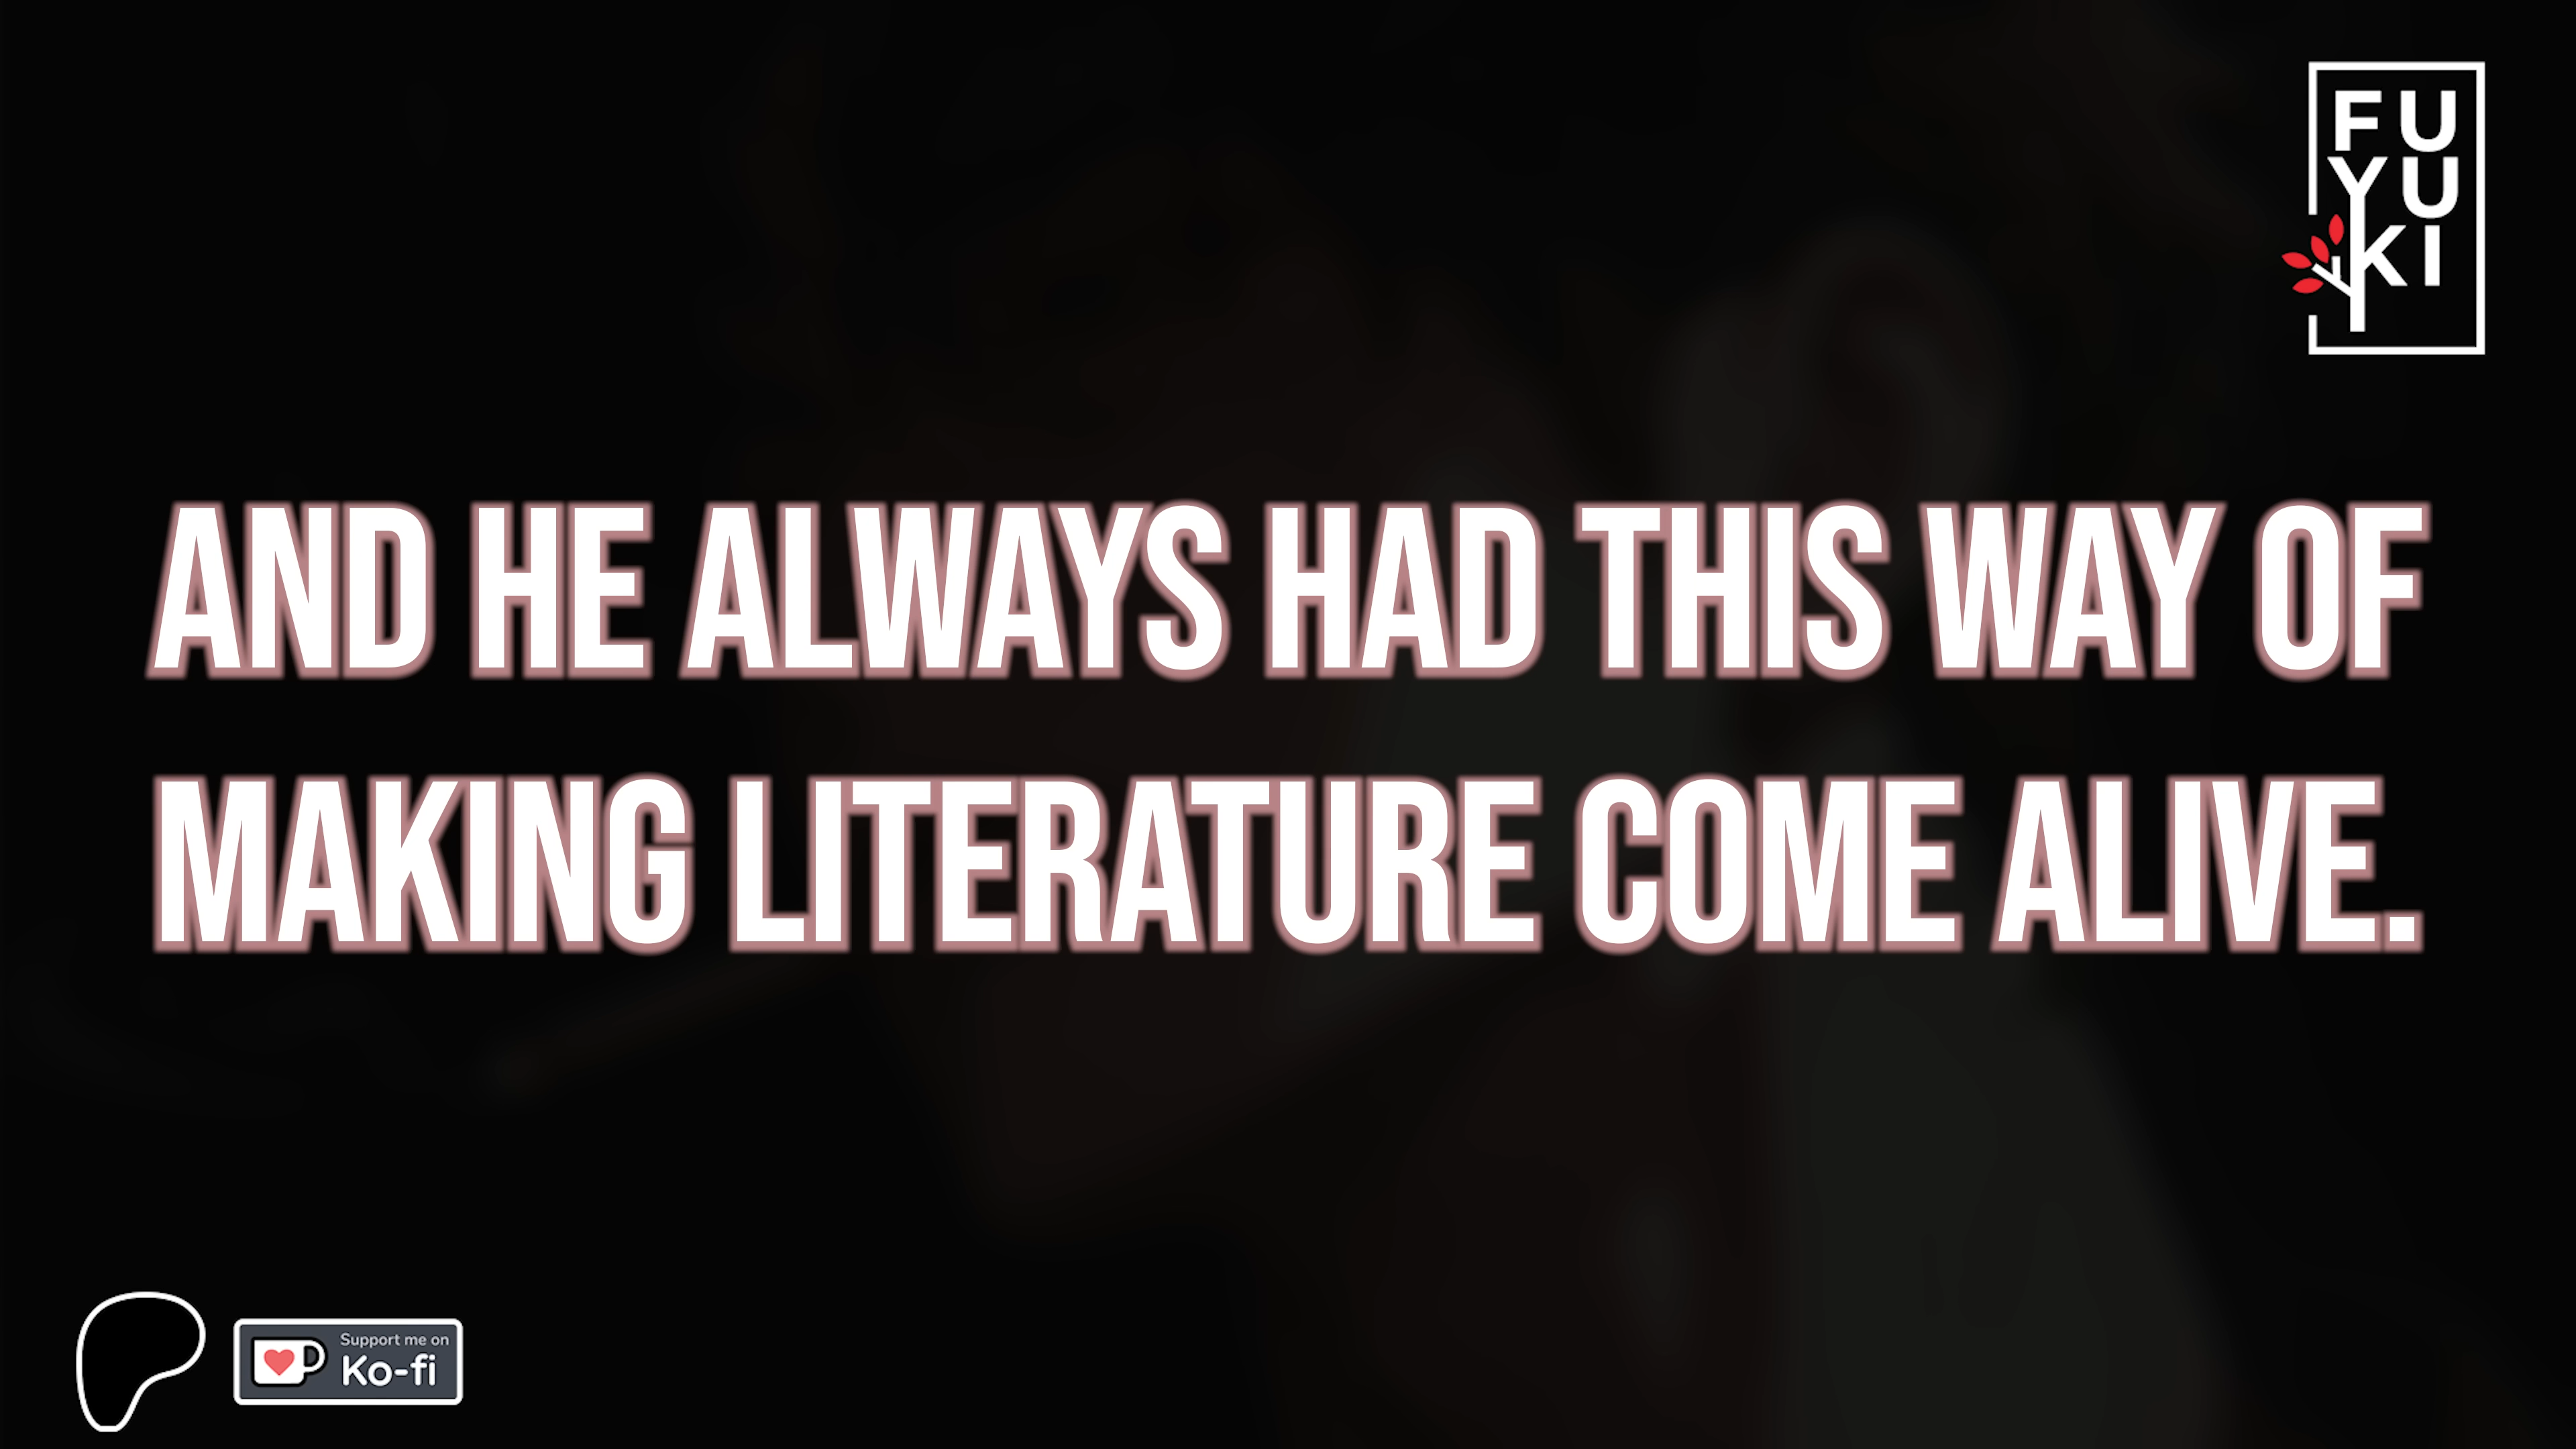 FU
YU
KI
AND HE ALWAYS HAD THIS WAY OF
MAKING LITERATURE COME ALIVE.
Support me on
Ko-fi